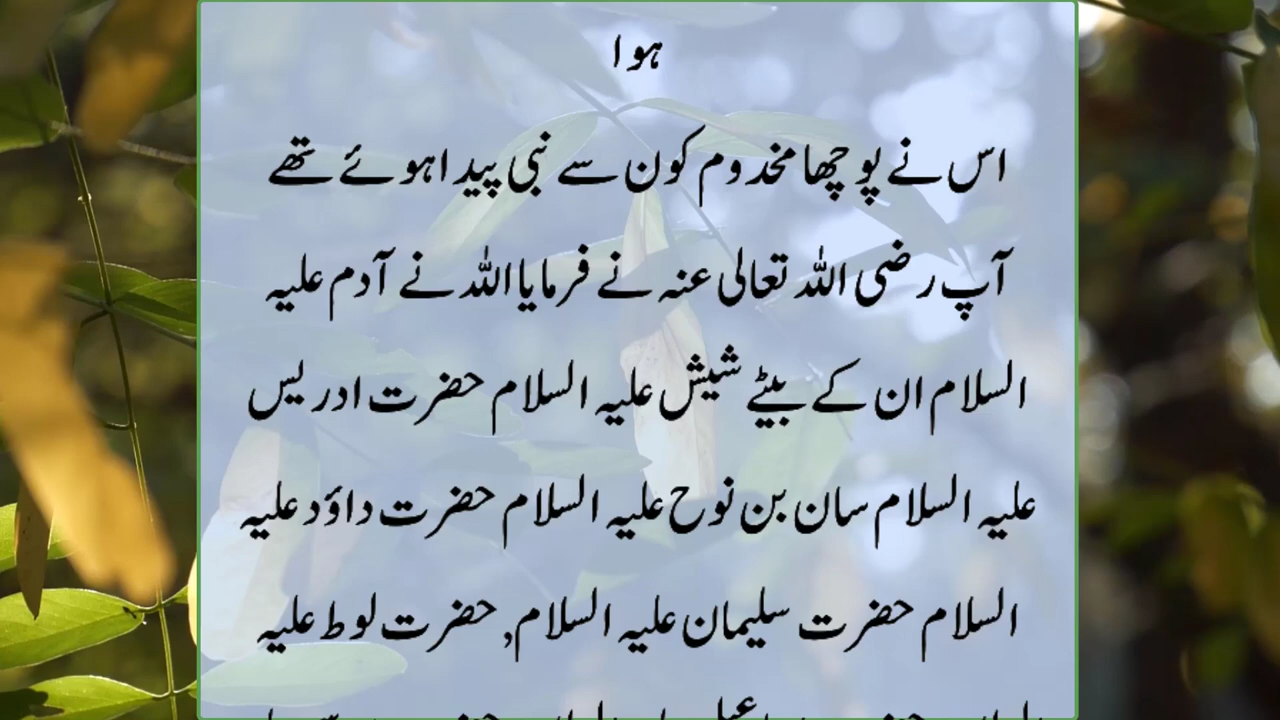 ہوا
اس نے پوچھا مخدوم کون سے نبی پیدا ہوئے تھے
آپ رضی اللہ تعالی عنہ نے فرمایا اللہ نے آدم علیہ
السلام ان کے بیٹے شیش علیہ السلام حضرت ادریس
علیہ السلام سان بن نوح علیہ السلام حضرت داؤد علیہ
السلام حضرت سلیمان علیہ السلام, حضرت لوط علیہ